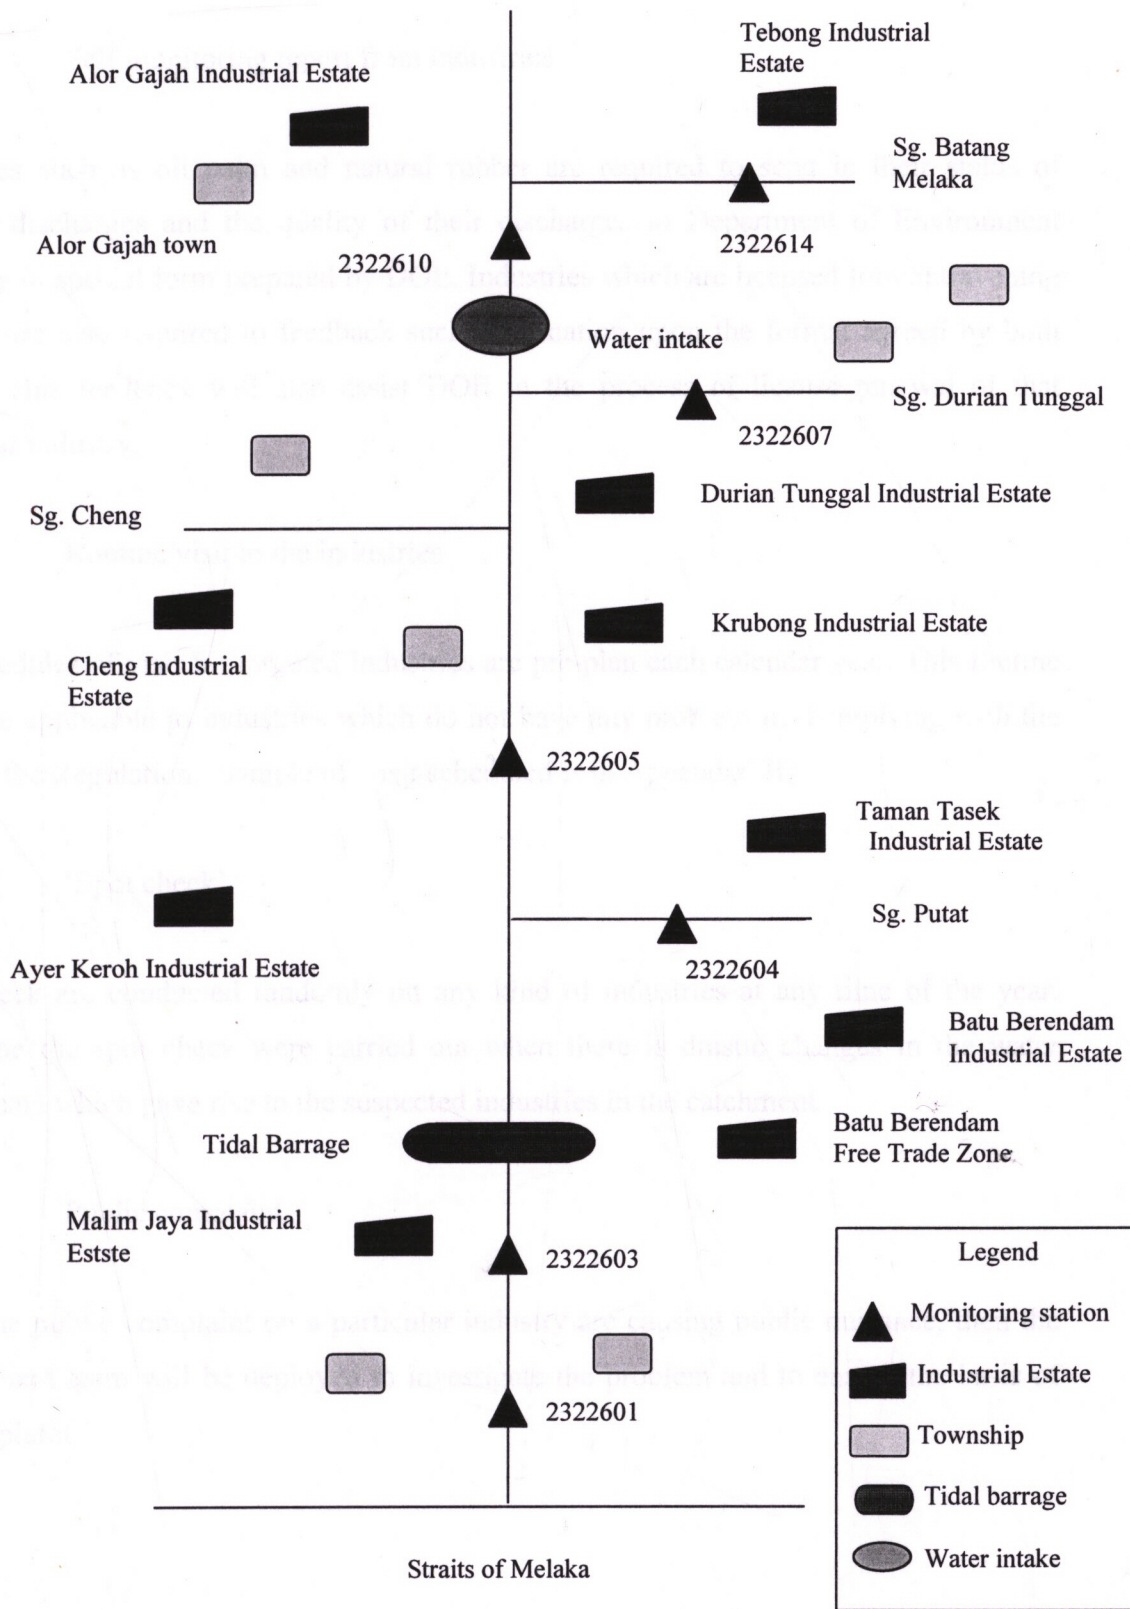 Tebong Industrial
Estate
Alor Gajah Industrial Estate
Sg. Batang
Melaka
Alor Gajah town
2322610
2322614
Water intake
Sg. Durian Tunggal
2322607
Durian Tunggal Industrial Estate
Sg. Cheng
Krubong Industrial Estate
Cheng Industrial
Estate
2322605
Taman Tasek
Industrial Estate
Sg. Putat
Ayer Keroh Industrial Estate
2322604
Batu Berendam
Industrial Estate
Tidal Barrage
Batu Berendam
Free Trade Zone
Malim Jaya Industrial
Estste
2322603
2322601
Straits of Melaka
Legend
Monitoring station
Industrial Estate
Township
Tidal barrage
Water intake